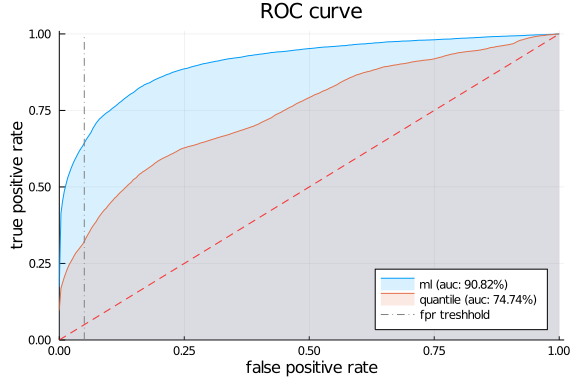 ROC curve
true positive rate
1.00
0.75
0.50
0.25
0.00
0.00 0.25 0.50 0.75 1.00
false positive rate
ml (auc: 90.82%)
quantile (auc: 74.74%)
fpr treshhold